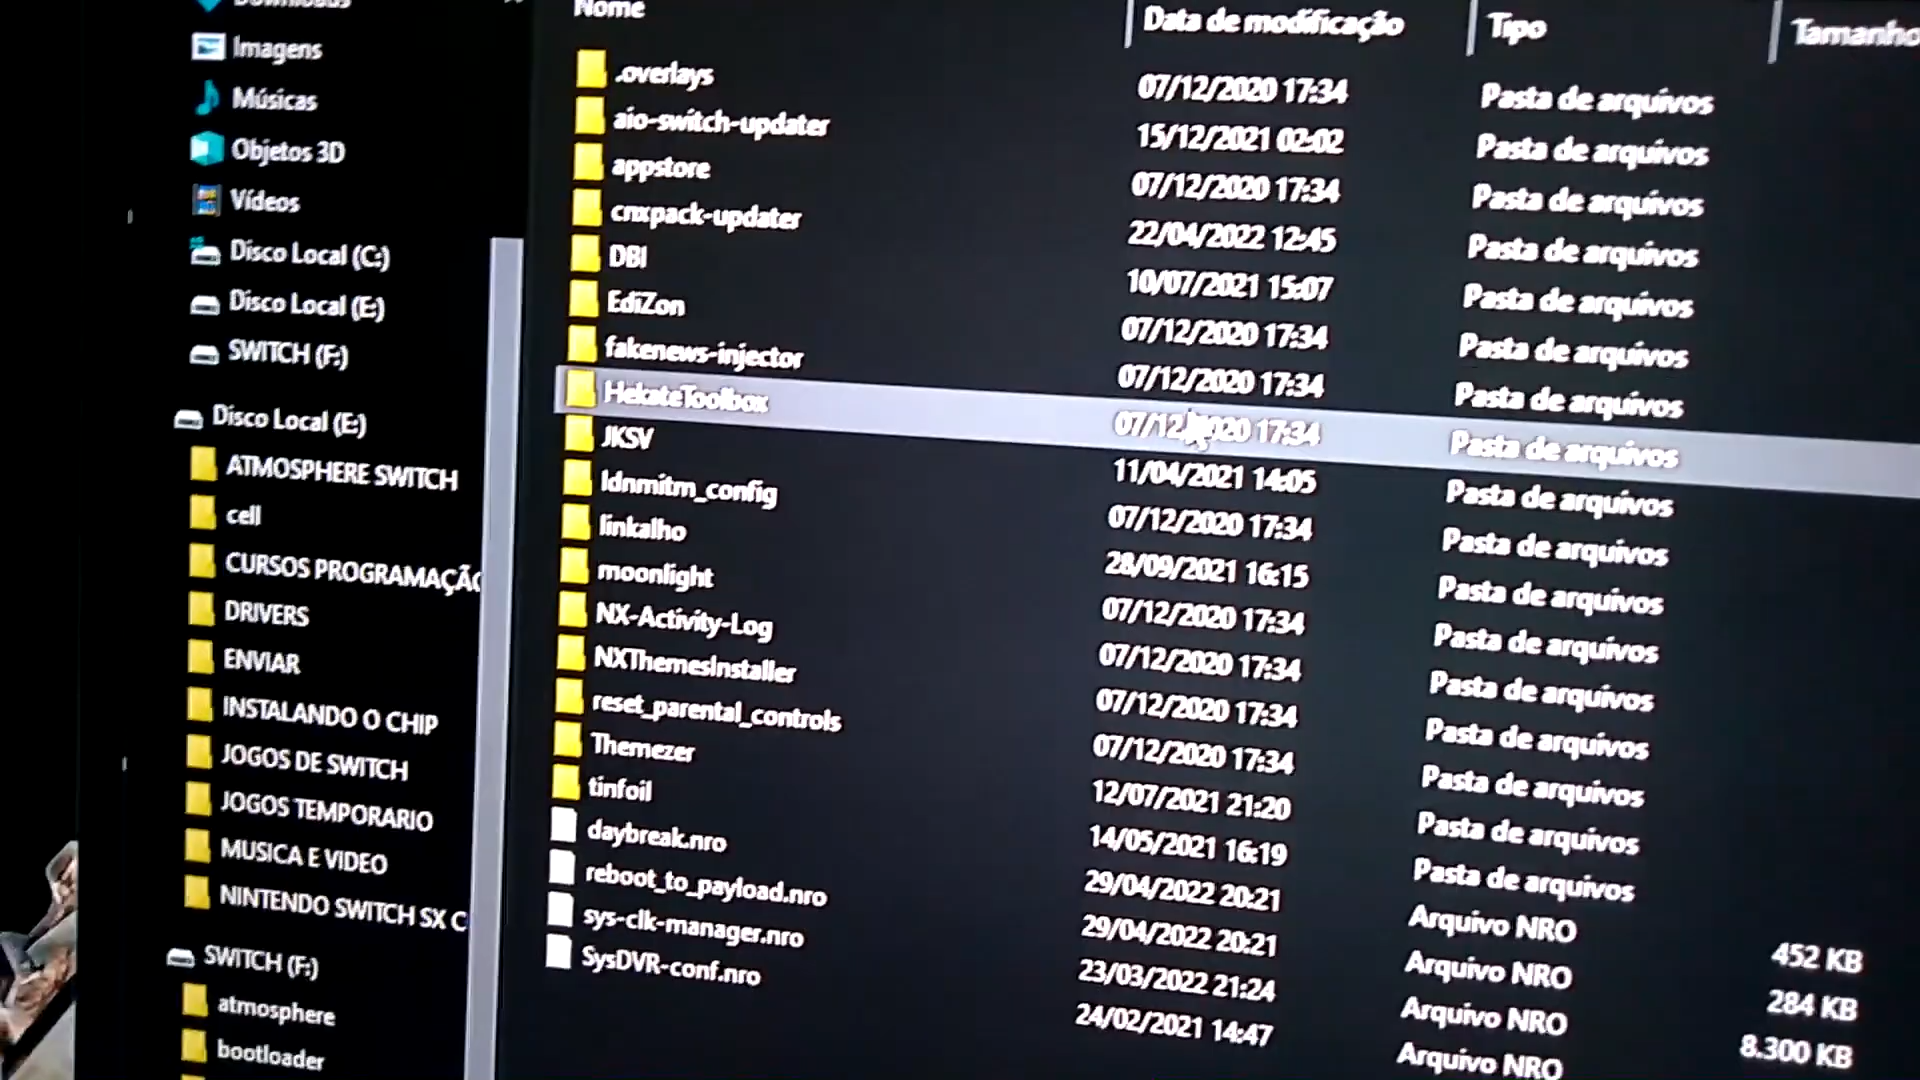 Imagens
Músicas
Objetos 3D
Vídeos
Disco Local (C:)
Disco Local (E:)
SWITCH (F:)
Disco Local (E:)
ATMOSPHERE SWITCH
cell
CURSOS PROGRAMAÇÃO
DRIVERS
ENVIAR
INSTALANDO O CHIP
JOGOS DE SWITCH
JOGOS TEMPORARIO
MUSICA E VIDEO
NINTENDO SWITCH SX
SWITCH (F:)
atmosphere
bootloader
Nome Data de modificação Tipo Tamanho
.overlays 07/12/2020 17:34 Pasta de arquivos
aio-switch-updater 15/12/2021 02:02 Pasta de arquivos
appstore 07/12/2020 17:34 Pasta de arquivos
cnxpack-updater 22/04/2022 12:45 Pasta de arquivos
DBI 10/07/2021 15:07 Pasta de arquivos
EdiZon 07/12/2020 17:34 Pasta de arquivos
fakenews-injector 07/12/2020 17:34 Pasta de arquivos
HekateToolbox 07/12/2020 17:34 Pasta de arquivos
JKSV 11/04/2021 14:05 Pasta de arquivos
ldnmitm_config 07/12/2020 17:34 Pasta de arquivos
linkalho 28/09/2021 16:15 Pasta de arquivos
moonlight 07/12/2020 17:34 Pasta de arquivos
NX-Activity-Log 07/12/2020 17:34 Pasta de arquivos
NXThemesInstaller 07/12/2020 17:34 Pasta de arquivos
reset_parental_controls 07/12/2020 17:34 Pasta de arquivos
Themezer 12/07/2021 21:20 Pasta de arquivos
tinfoil 14/05/2021 16:19 Pasta de arquivos
daybreak.nro 29/04/2022 20:21 Arquivo NRO 452 KB
reboot_to_payload.nro 29/04/2022 20:21 Arquivo NRO 284 KB
sys-clk-manager.nro 23/03/2022 21:24 Arquivo NRO 8.300 KB
SysDVR-conf.nro 24/02/2021 14:47 Arquivo NRO